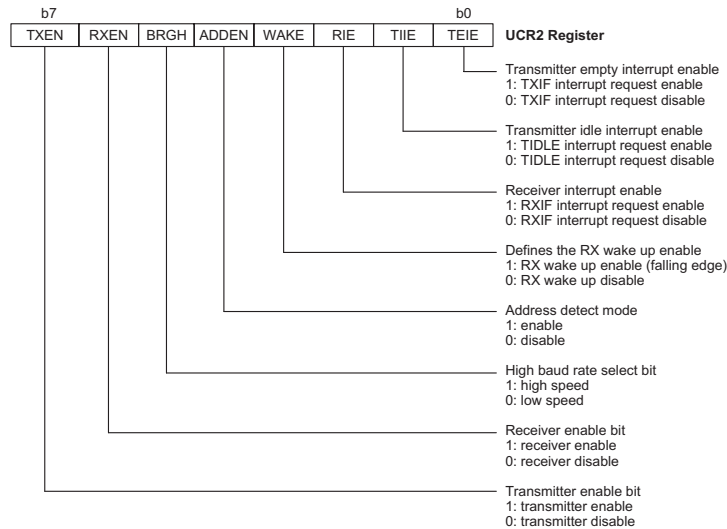 b7 b0
TXEN RXEN BRGH ADDEN WAKE RIE TIIE TEIE UCR2 Register
Transmitter empty interrupt enable
1: TXIF interrupt request enable
0: TXIF interrupt request disable
Transmitter idle interrupt enable
1: TIDLE interrupt request enable
0: TIDLE interrupt request disable
Receiver interrupt enable
1: RXIF interrupt request enable
0: RXIF interrupt request disable
Defines the RX wake up enable
1: RX wake up enable (falling edge)
0: RX wake up disable
Address detect mode
1: enable
0: disable
High baud rate select bit
1: high speed
0: low speed
Receiver enable bit
1: receiver enable
0: receiver disable
Transmitter enable bit
1: transmitter enable
0: transmitter disable